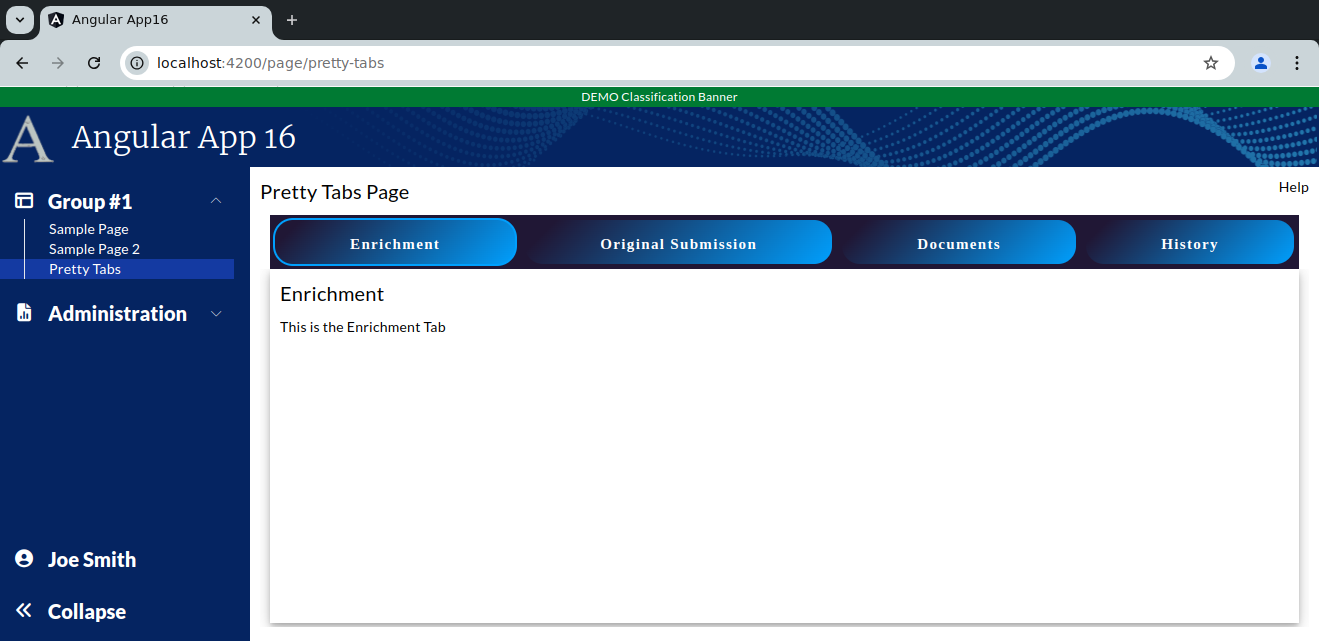 Angular App16
localhost:4200/page/pretty-tabs
DEMO Classification Banner
A Angular App 16
Group #1
Sample Page
Sample Page 2
Pretty Tabs
Administration
Joe Smith
Collapse
Pretty Tabs Page
Help
Enrichment Original Submission Documents History
Enrichment
This is the Enrichment Tab